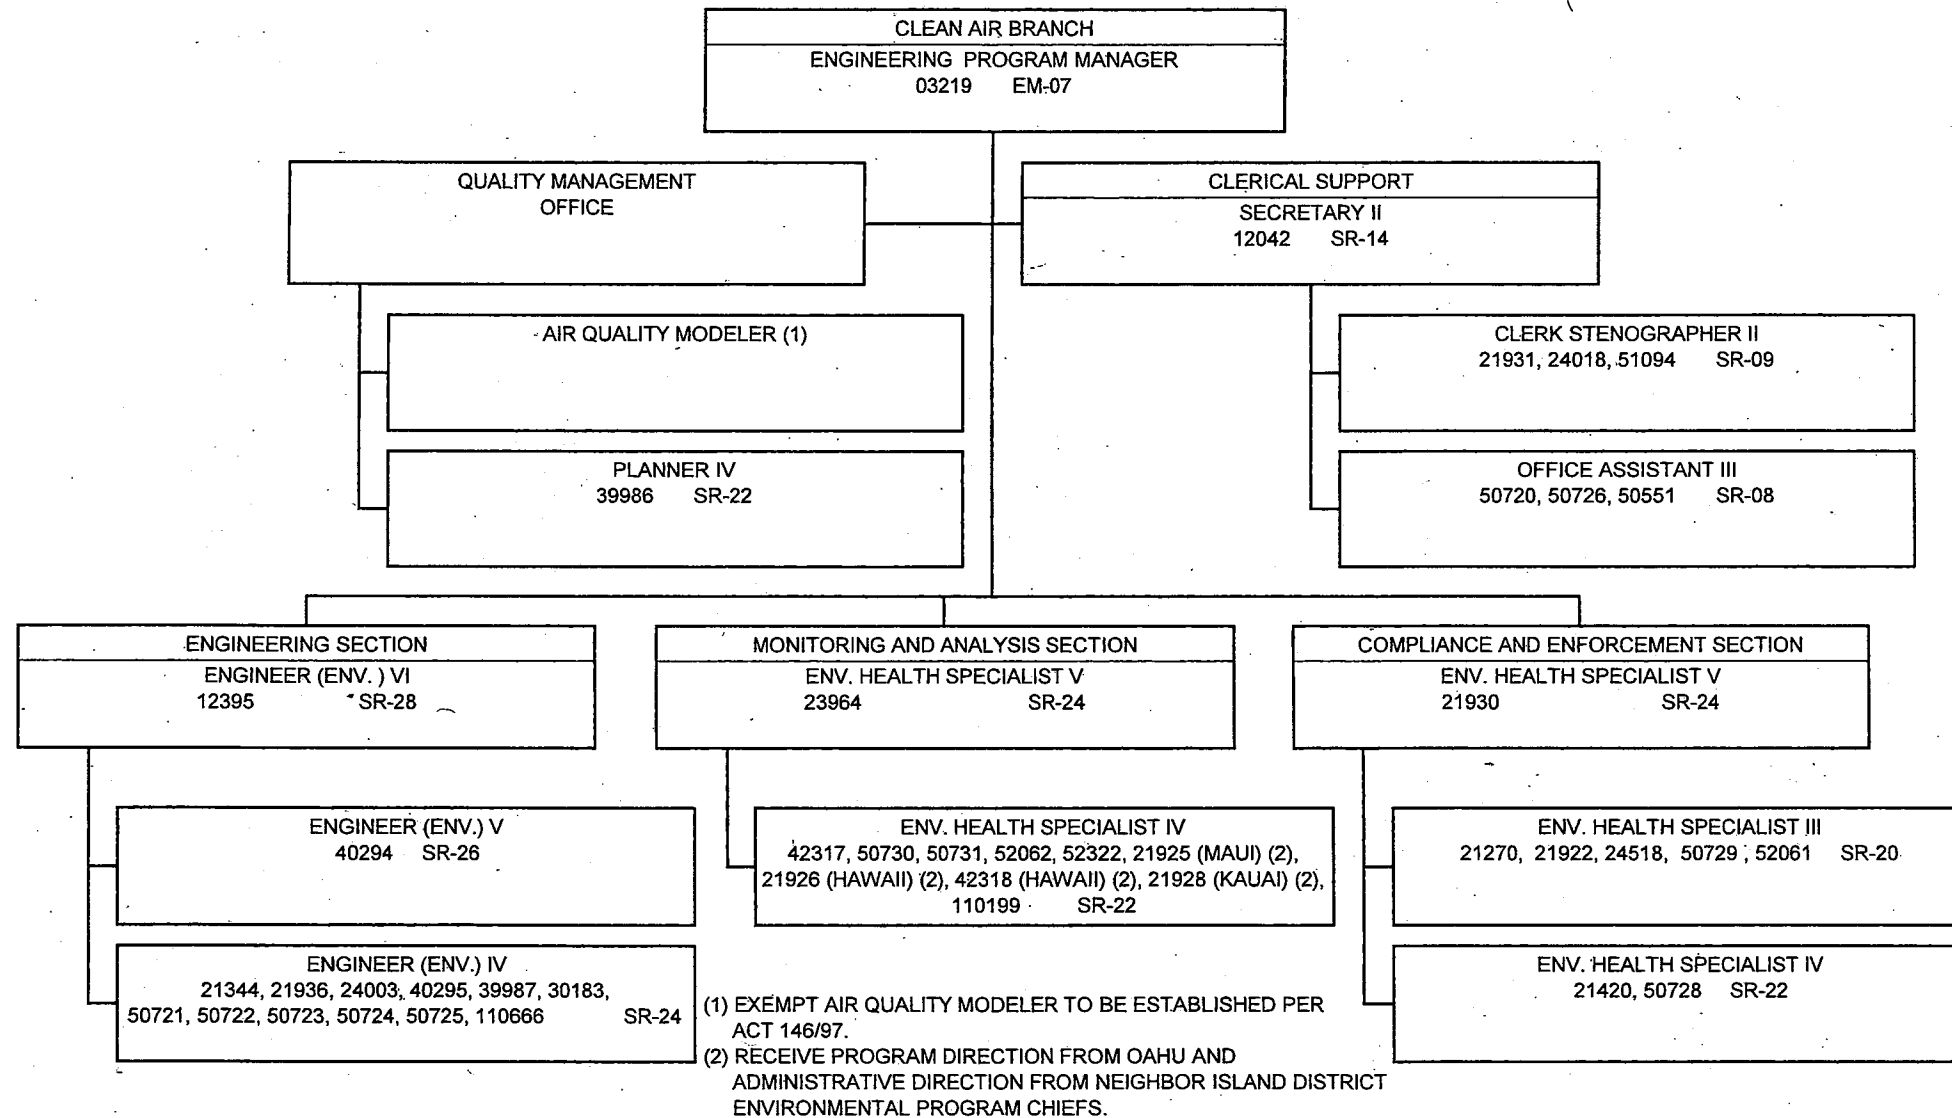 CLEAN AIR BRANCH
ENGINEERING PROGRAM MANAGER
03219 EM-07
QUALITY MANAGEMENT
OFFICE
CLERICAL SUPPORT
SECRETARY II
12042 SR-14
AIR QUALITY MODELER (1)
PLANNER IV
39986 SR-22
CLERK STENOGRAPHER II
21931, 24018, 51094 SR-09
OFFICE ASSISTANT III
50720, 50726, 50551 SR-08
ENGINEERING SECTION
ENGINEER (ENV. ) VI
12395 SR-28
MONITORING AND ANALYSIS SECTION
ENV. HEALTH SPECIALIST V
23964 SR-24
COMPLIANCE AND ENFORCEMENT SECTION
ENV. HEALTH SPECIALIST V
21930 SR-24
ENGINEER (ENV.) V
40294 SR-26
ENGINEER (ENV.) IV
21344, 21936, 24003, 40295, 39987, 30183,
50721, 50722, 50723, 50724, 50725, 110666 SR-24
ENV. HEALTH SPECIALIST IV
42317, 50730, 50731, 52062, 52322, 21925 (MAUI) (2),
21926 (HAWAII) (2), 42318 (HAWAII) (2), 21928 (KAUAI) (2),
110199 SR-22
ENV. HEALTH SPECIALIST III
21270, 21922, 24518, 50729, 52061 SR-20
ENV. HEALTH SPECIALIST IV
21420, 50728 SR-22
(1) EXEMPT AIR QUALITY MODELER TO BE ESTABLISHED PER
ACT 146/97.
(2) RECEIVE PROGRAM DIRECTION FROM OAHU AND
ADMINISTRATIVE DIRECTION FROM NEIGHBOR ISLAND DISTRICT
ENVIRONMENTAL PROGRAM CHIEFS.